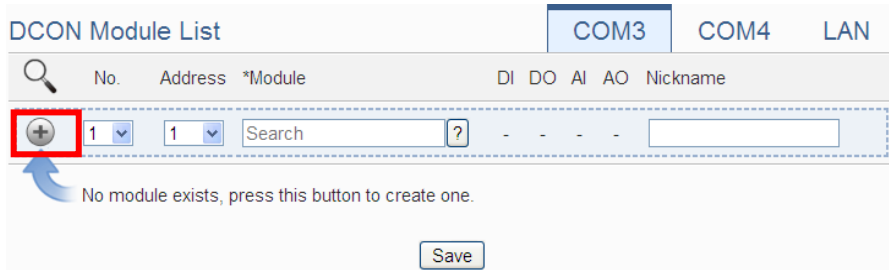 DCON Module List COM3 COM4 LAN
No. Address *Module DI DO AI AO Nickname
1 1 Search ? - - - -
No module exists, press this button to create one.
Save